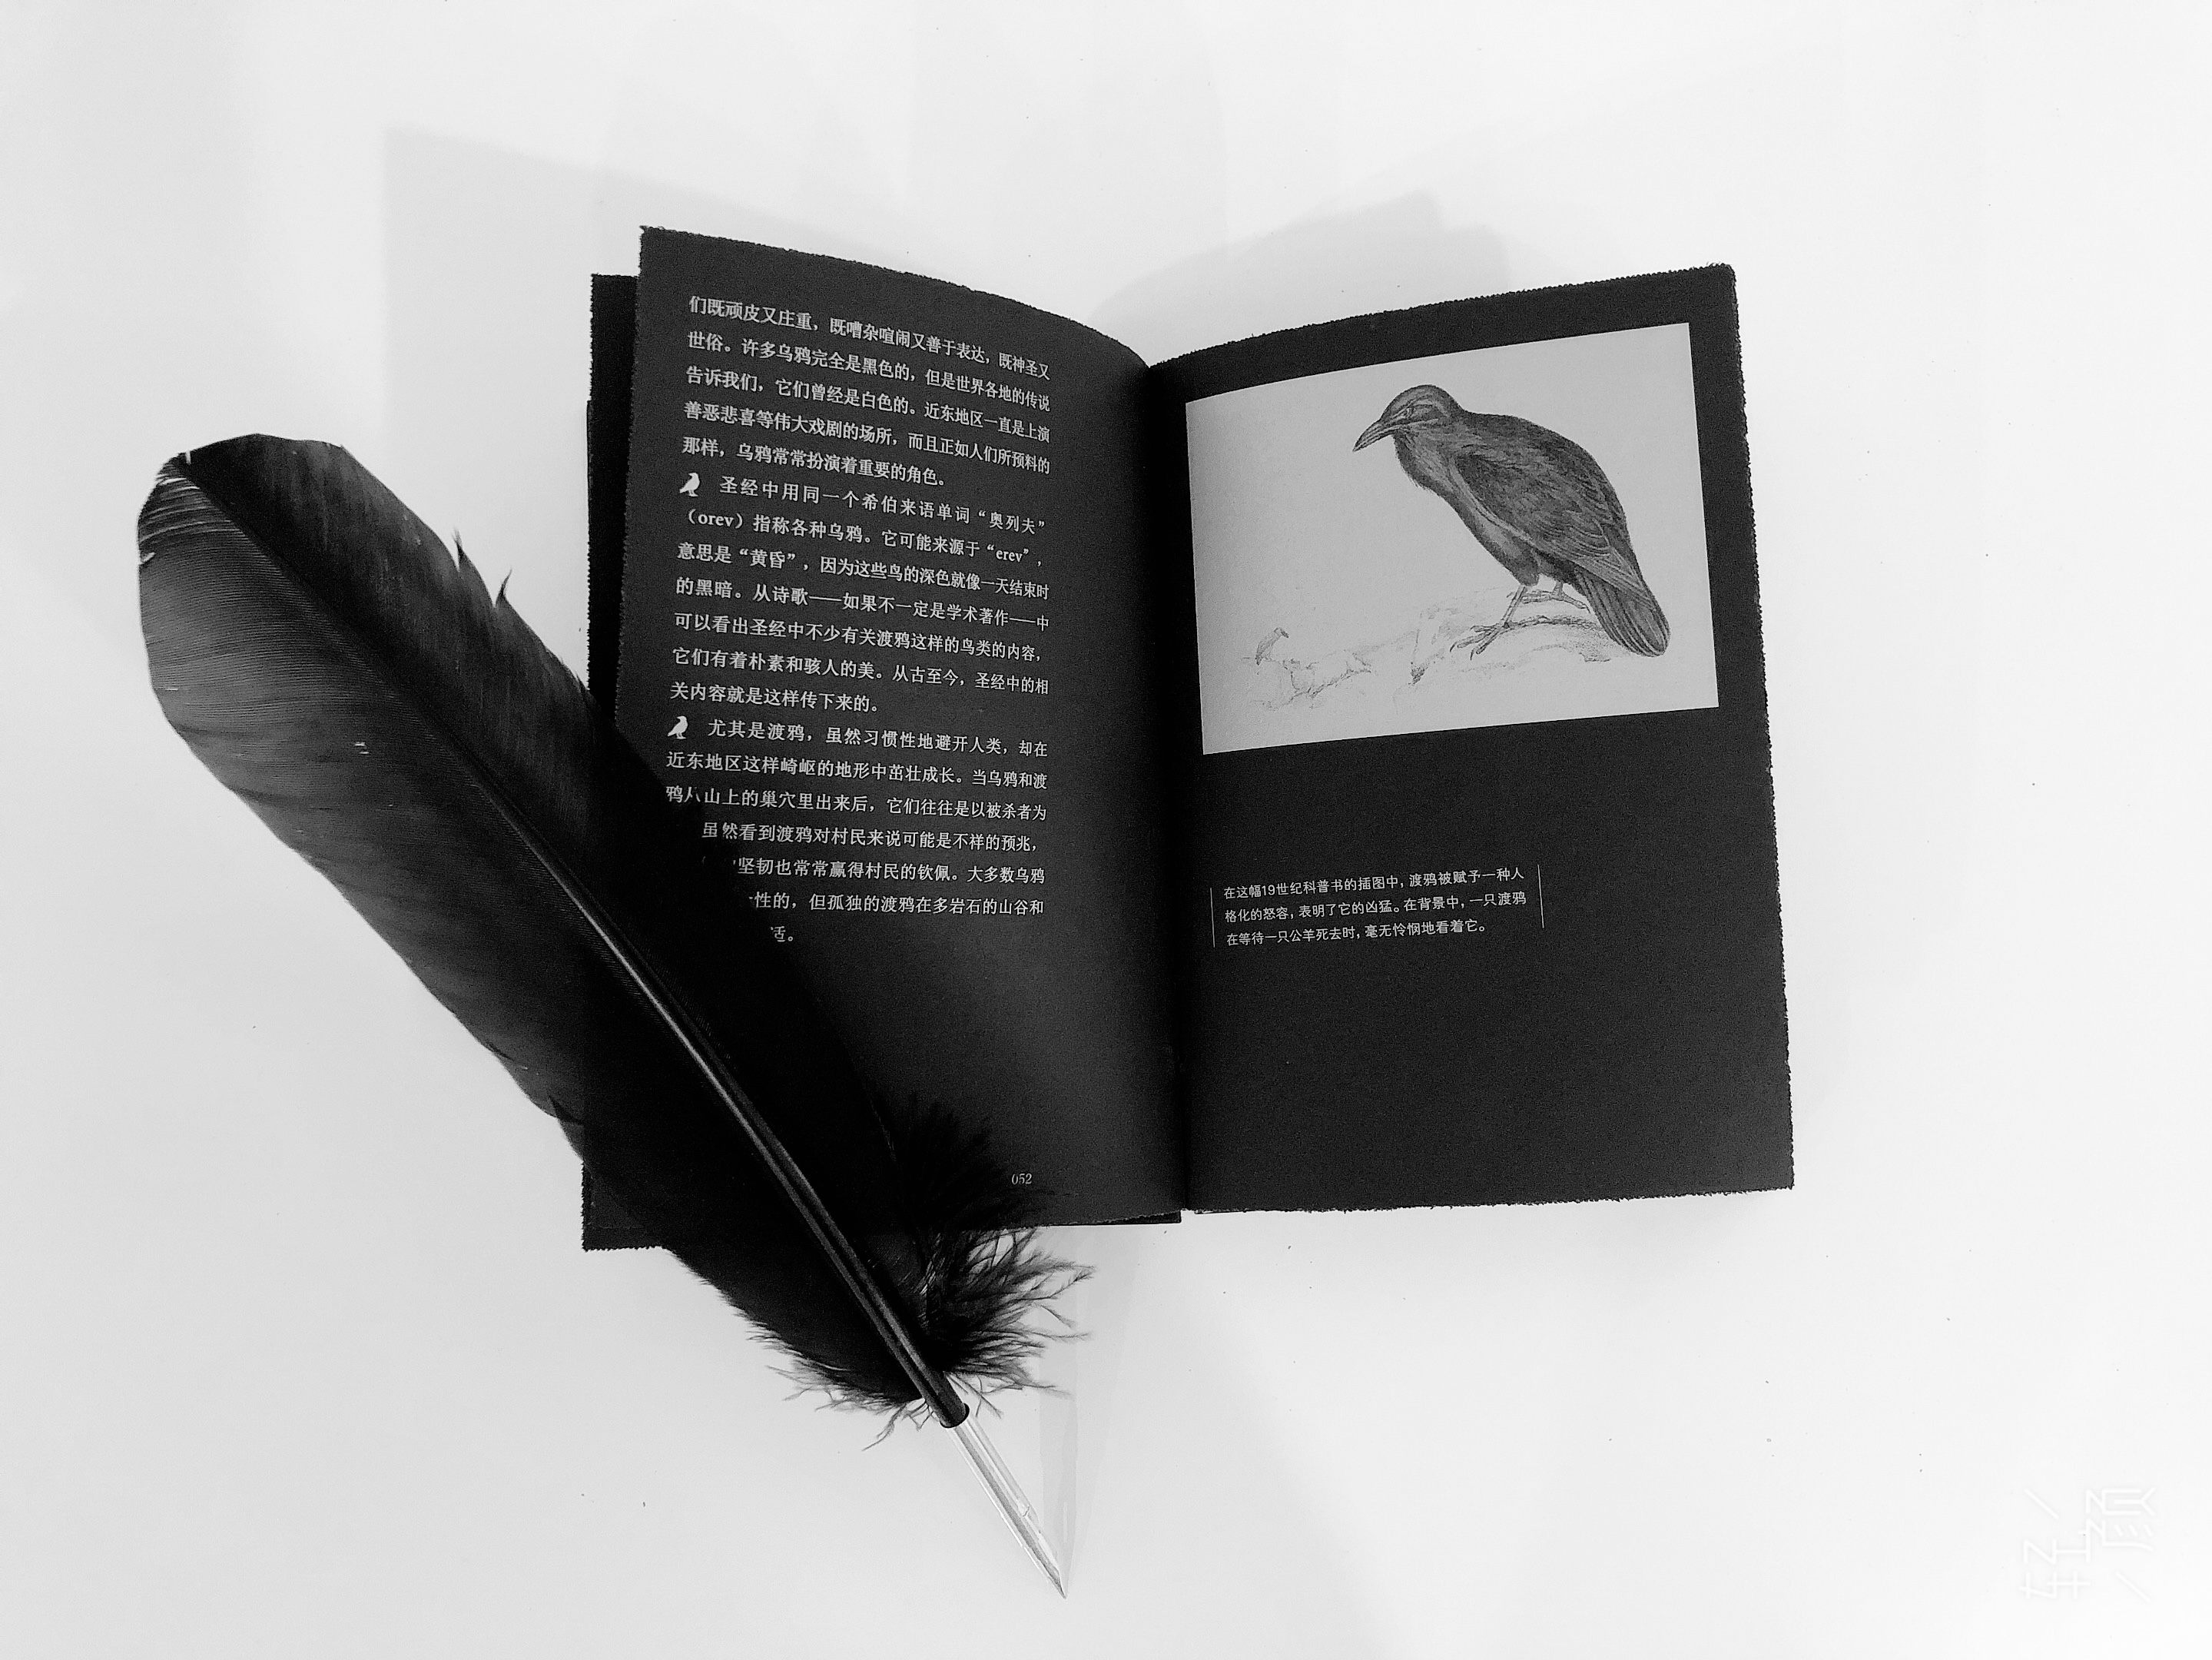 们既顽皮又庄重，既嘈杂喧闹又善于表达，既神圣又
世俗。许多乌鸦完全是黑色的，但是世界各地的传说
告诉我们，它们曾经是白色的。近东地区一直是上演
善恶悲喜等伟大戏剧的场所，而且正如人们所预料的
那样，乌鸦常常扮演着重要的角色。
圣经中用同一个希伯来语单词“奥列夫”
（orev）指称各种乌鸦。它可能来源于“erev”，
意思是“黄昏”，因为这些鸟的深色就像一天结束时
的黑暗。从诗歌——如果不一定是学术著作——中
可以看出圣经中不少有关渡鸦这样的鸟类的内容，
它们有着朴素和骇人的美。从古至今，圣经中的相
关内容就是这样传下来的。
尤其是渡鸦，虽然习惯性地避开人类，却在
近东地区这样崎岖的地形中茁壮成长。当乌鸦和渡
鸦从山上的巢穴里出来后，它们往往是以被杀者为
虽然看到渡鸦对村民来说可能是不祥的预兆，
坚韧也常常赢得村民的钦佩。大多数乌鸦
性的，但孤独的渡鸦在多岩石的山谷和
适。
052
在这幅19世纪科普书的插图中，渡鸦被赋予一种人
格化的怒容，表明了它的凶猛。在背景中，一只渡鸦
在等待一只公羊死去时，毫无怜悯地看着它。
轻颜